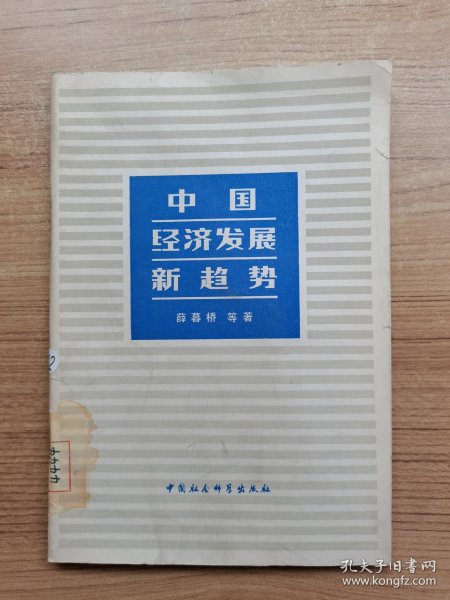 中国
经济发展
新趋势
薛暮桥 等著
中国社会科学出版社
孔夫子旧书网
www.kongfz.com